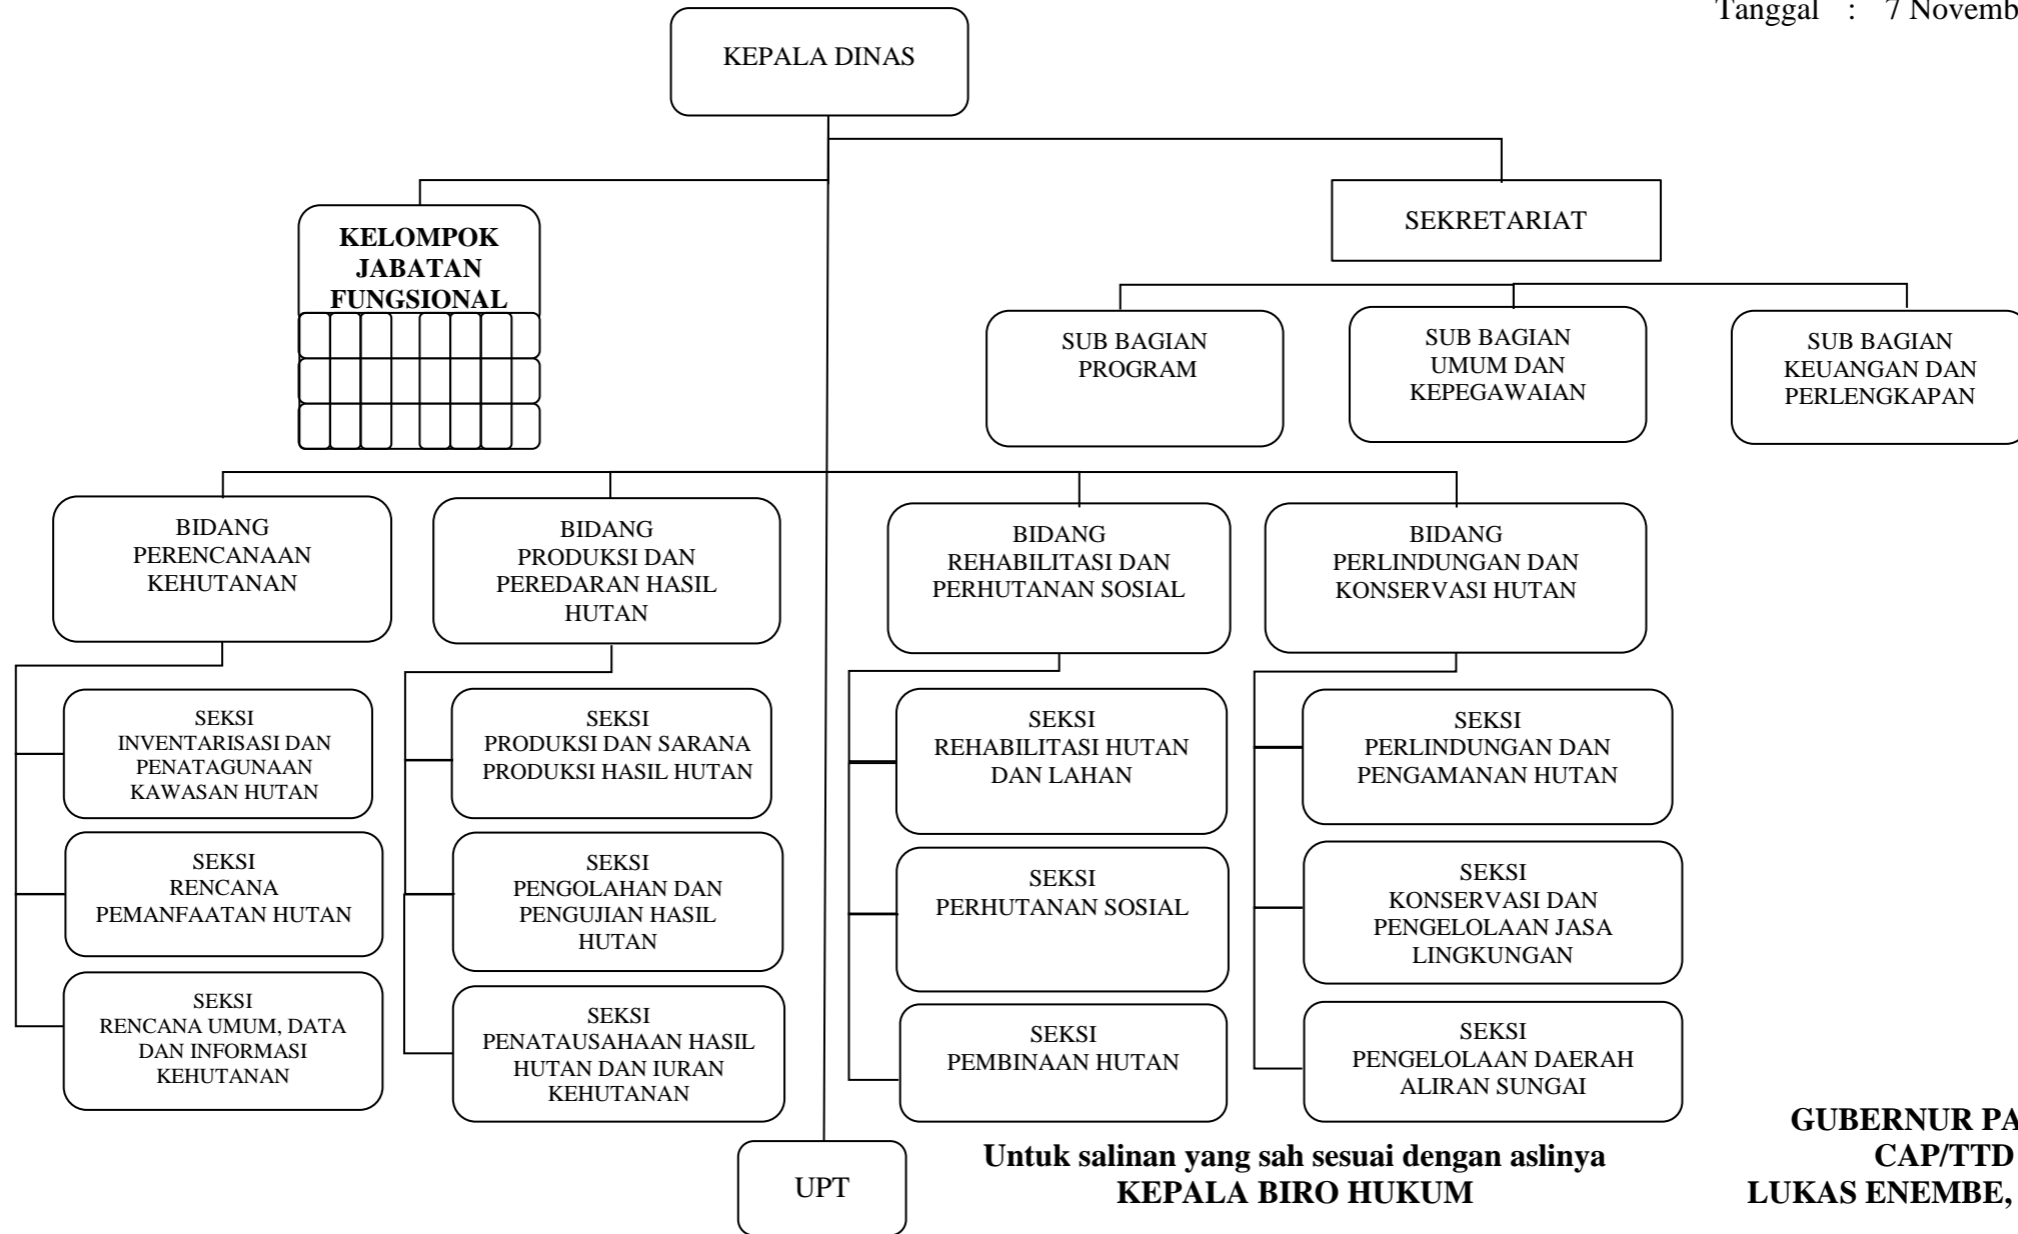 Tanggal : 7 Novemb
KEPALA DINAS
SEKRETARIAT
KELOMPOK
JABATAN
FUNGSIONAL
SUB BAGIAN
PROGRAM
SUB BAGIAN
UMUM DAN
KEPEGAWAIAN
SUB BAGIAN
KEUANGAN DAN
PERLENGKAPAN
BIDANG
PERENCANAAN
KEHUTANAN
BIDANG
PRODUKSI DAN
PEREDARAN HASIL
HUTAN
BIDANG
REHABILITASI DAN
PERHUTANAN SOSIAL
BIDANG
PERLINDUNGAN DAN
KONSERVASI HUTAN
SEKSI
INVENTARISASI DAN
PENATAGUNAAN
KAWASAN HUTAN
SEKSI
PRODUKSI DAN SARANA
PRODUKSI HASIL HUTAN
SEKSI
REHABILITASI HUTAN
DAN LAHAN
SEKSI
PERLINDUNGAN DAN
PENGAMANAN HUTAN
SEKSI
RENCANA
PEMANFAATAN HUTAN
SEKSI
PENGOLAHAN DAN
PENGUJIAN HASIL
HUTAN
SEKSI
PERHUTANAN SOSIAL
SEKSI
KONSERVASI DAN
PENGELOLAAN JASA
LINGKUNGAN
SEKSI
RENCANA UMUM, DATA
DAN INFORMASI
KEHUTANAN
SEKSI
PENATAUSAHAAN HASIL
HUTAN DAN IURAN
KEHUTANAN
SEKSI
PEMBINAAN HUTAN
SEKSI
PENGELOLAAN DAERAH
ALIRAN SUNGAI
UPT
Untuk salinan yang sah sesuai dengan aslinya
KEPALA BIRO HUKUM
GUBERNUR PA
CAP/TTD
LUKAS ENEMBE,